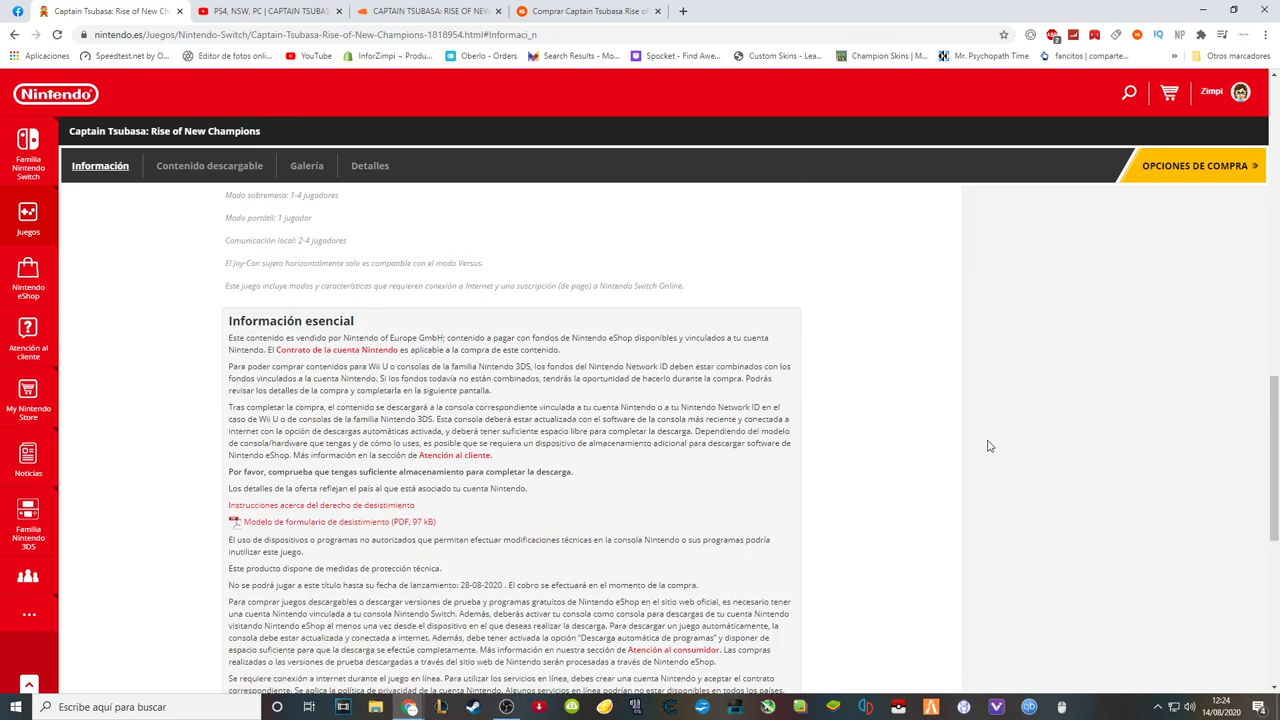 Captain Tsubasa: Rise of New Ch
PS4, NSW, PC | CAPTAIN TSUBAS
CAPTAIN TSUBASA: RISE OF NEW
Comprar Captain Tsubasa Rise of
nintendo.es/Juegos/Nintendo-Switch/Captain-Tsubasa-Rise-of-New-Champions-1818954.html#Informaci_n
Aplicaciones
Speedtest.net by O...
Editor de fotos onli...
YouTube
InforZimpi ~ Produ...
Oberlo - Orders
Search Results - Mo...
Spocket - Find Awe...
Custom Skins - Lea...
Champion Skins | M...
Mr. Psychopath Time
fancitos | comparte...
»
Otros marcadores
Nintendo
Zimpi
Captain Tsubasa: Rise of New Champions
Información
Contenido descargable
Galería
Detalles
OPCIONES DE COMPRA
Familia
Nintendo
Switch
Juegos
Nintendo
eShop
Atención al
cliente
My Nintendo
Store
Noticias
Familia
Nintendo
3DS
...
Modo sobremesa: 1-4 jugadores
Modo portátil: 1 jugador
Comunicación local: 2-4 jugadores
El Joy-Con sujeto horizontalmente solo es compatible con el modo Versus.
Este juego incluye modos y características que requieren conexión a Internet y una suscripción (de pago) a Nintendo Switch Online.
Información esencial
Este contenido es vendido por Nintendo of Europe GmbH; contenido a pagar con fondos de Nintendo eShop disponibles y vinculados a tu cuenta
Nintendo. El Contrato de la cuenta Nintendo es aplicable a la compra de este contenido.
Para poder comprar contenidos para Wii U o consolas de la familia Nintendo 3DS, los fondos del Nintendo Network ID deben estar combinados con los
fondos vinculados a la cuenta Nintendo. Si los fondos todavía no están combinados, tendrás la oportunidad de hacerlo durante la compra. Podrás
revisar los detalles de la compra y completarla en la siguiente pantalla.
Tras completar la compra, el contenido se descargará a la consola correspondiente vinculada a tu cuenta Nintendo o a tu Nintendo Network ID en el
caso de Wii U o de consolas de la familia Nintendo 3DS. Esta consola deberá estar actualizada con el software de la consola más reciente y conectada a
internet con la opción de descargas automáticas activada, y deberá tener suficiente espacio libre para completar la descarga. Dependiendo del modelo
de consola/hardware que tengas y de cómo lo uses, es posible que se requiera un dispositivo de almacenamiento adicional para descargar software de
Nintendo eShop. Más información en la sección de Atención al cliente.
Por favor, comprueba que tengas suficiente almacenamiento para completar la descarga.
Los detalles de la oferta reflejan el país al que está asociado tu cuenta Nintendo.
Instrucciones acerca del derecho de desistimiento
Modelo de formulario de desistimiento (PDF, 97 kB)
El uso de dispositivos o programas no autorizados que permitan efectuar modificaciones técnicas en la consola Nintendo o sus programas podría
inutilizar este juego.
Este producto dispone de medidas de protección técnica.
No se podrá jugar a este título hasta su fecha de lanzamiento: 28-08-2020 . El cobro se efectuará en el momento de la compra.
Para comprar juegos descargables o descargar versiones de prueba y programas gratuitos de Nintendo eShop en el sitio web oficial, es necesario tener
una cuenta Nintendo vinculada a tu consola Nintendo Switch. Además, deberás activar tu consola como consola para descargas de tu cuenta Nintendo
visitando Nintendo eShop al menos una vez desde el dispositivo en el que deseas realizar la descarga. Para descargar un juego automáticamente, la
consola debe estar actualizada y conectada a internet. Además, debe tener activada la opción “Descarga automática de programas” y disponer de
espacio suficiente para que la descarga se efectúe completamente. Más información en nuestra sección de Atención al consumidor. Las compras
realizadas o las versiones de prueba descargadas a través del sitio web de Nintendo serán procesadas a través de Nintendo eShop.
Se requiere conexión a internet durante el juego en línea. Para utilizar los servicios en línea, debes crear una cuenta Nintendo y aceptar el contrato
correspondiente. Se aplica la política de privacidad de la cuenta Nintendo. Algunos servicios en línea podrían no estar disponibles en todos los países.
Escribe aquí para buscar
12:24
14/08/2020